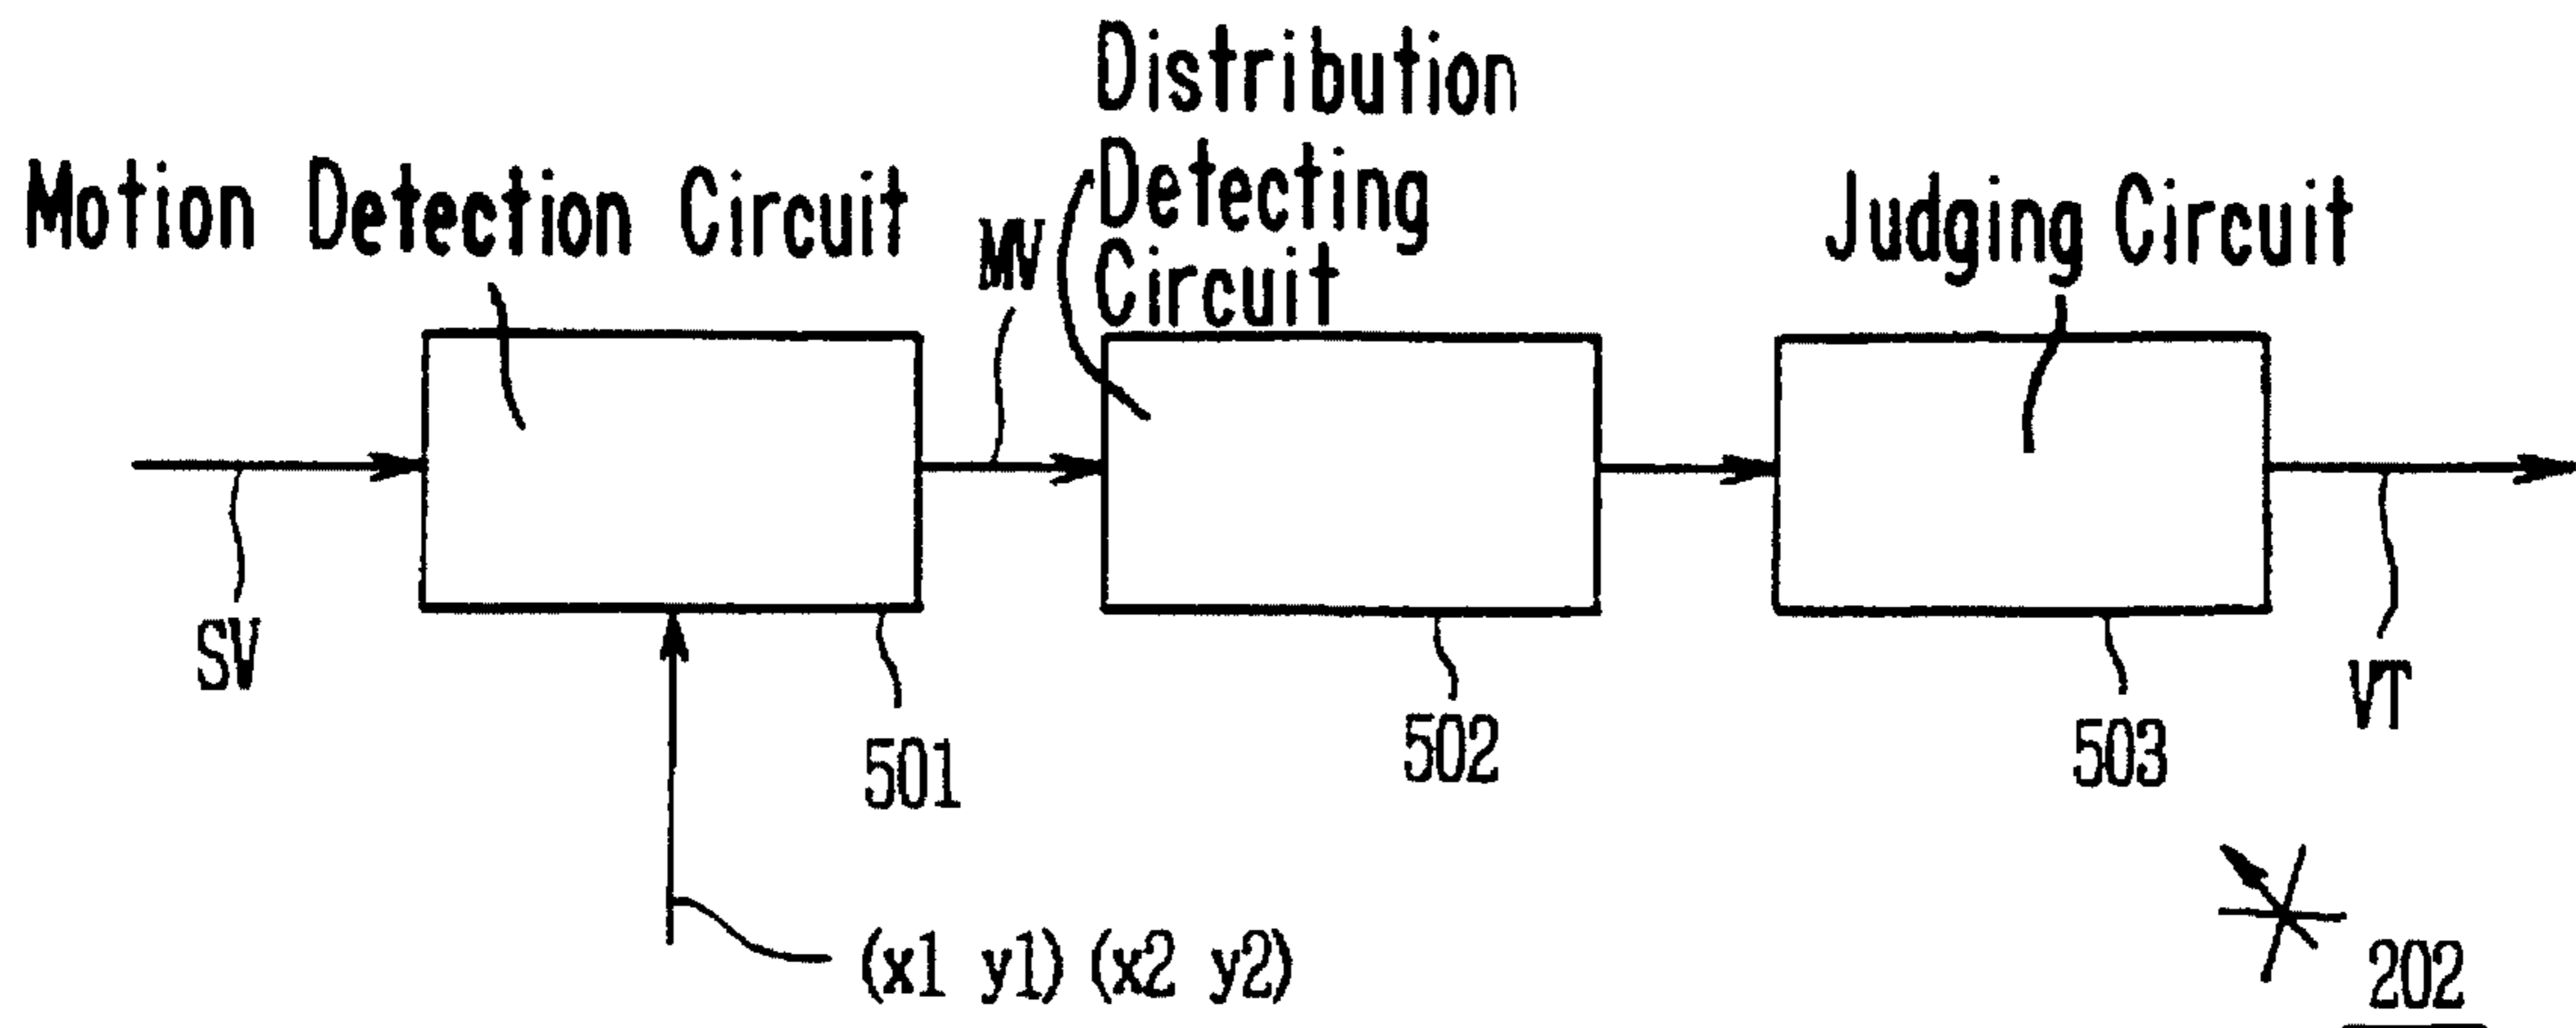 Distribution
Detecting
Circuit
Motion Detection Circuit
MV
Judging Circuit
SV
501
502
503
VT
(x1 y1) (x2 y2)
202